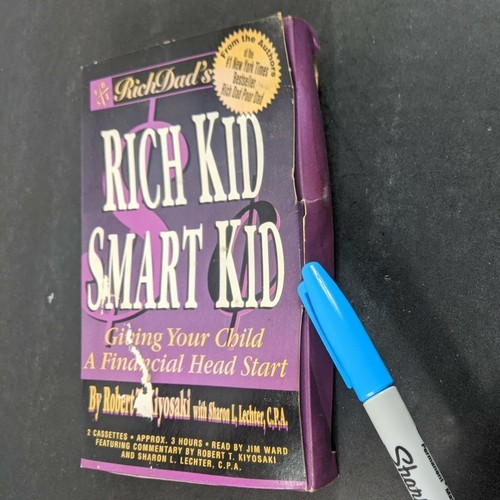 From the Authors
of the
#1 New York Times
Bestseller
Rich Dad Poor Dad
Rich Dad's
RICH KID
SMART KID
Giving Your Child
A Financial Head Start
By Robert Kiyosaki with Sharon L. Lechter, C.P.A.
2 CASSETTES • APPROX. 3 HOURS • READ BY JIM WARD
FEATURING COMMENTARY BY ROBERT T. KIYOSAKI
AND SHARON L. LECHTER, C.P.A.